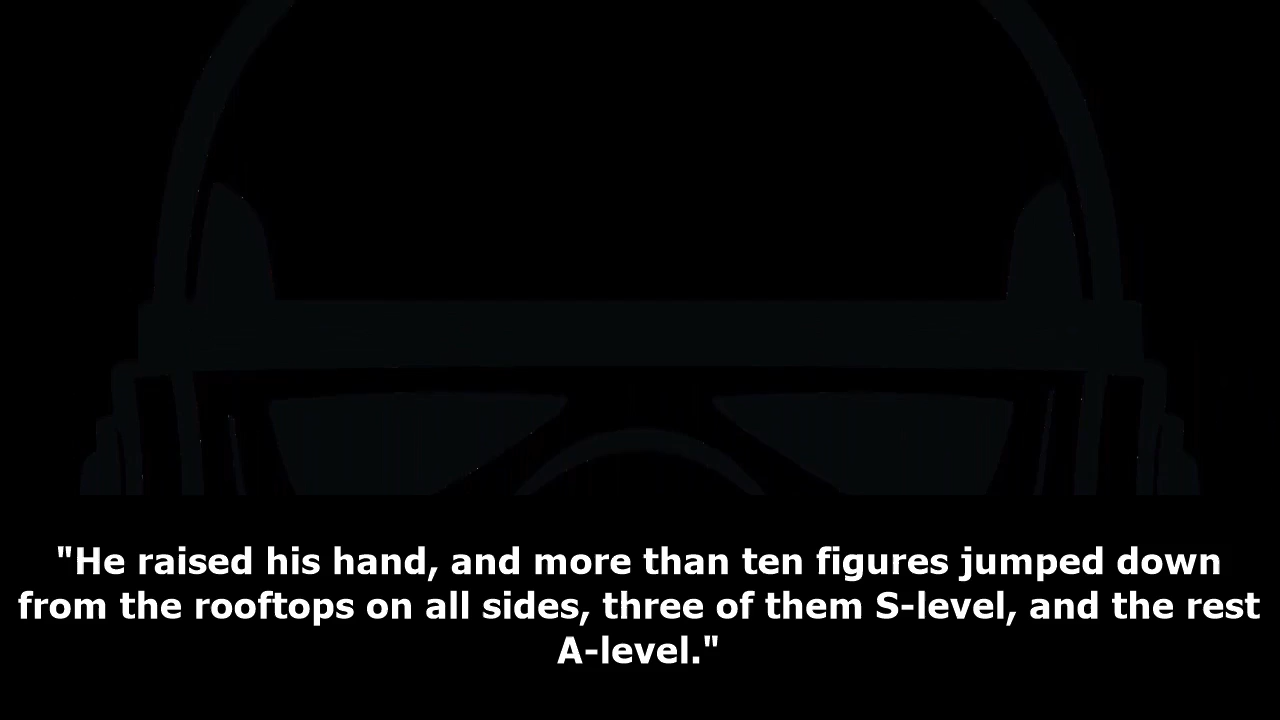 "He raised his hand, and more than ten figures jumped down
from the rooftops on all sides, three of them S-level, and the rest
A-level."